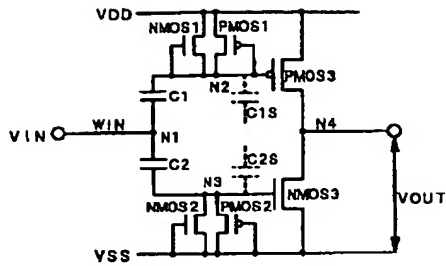 VDD
NMOS1 PMOS1
N2
PMOS3
C1
C1S
VIN
WIN
N1
N4
C2
C2S
N3
NMOS3
NMOS2
PMOS2
VOUT
VSS